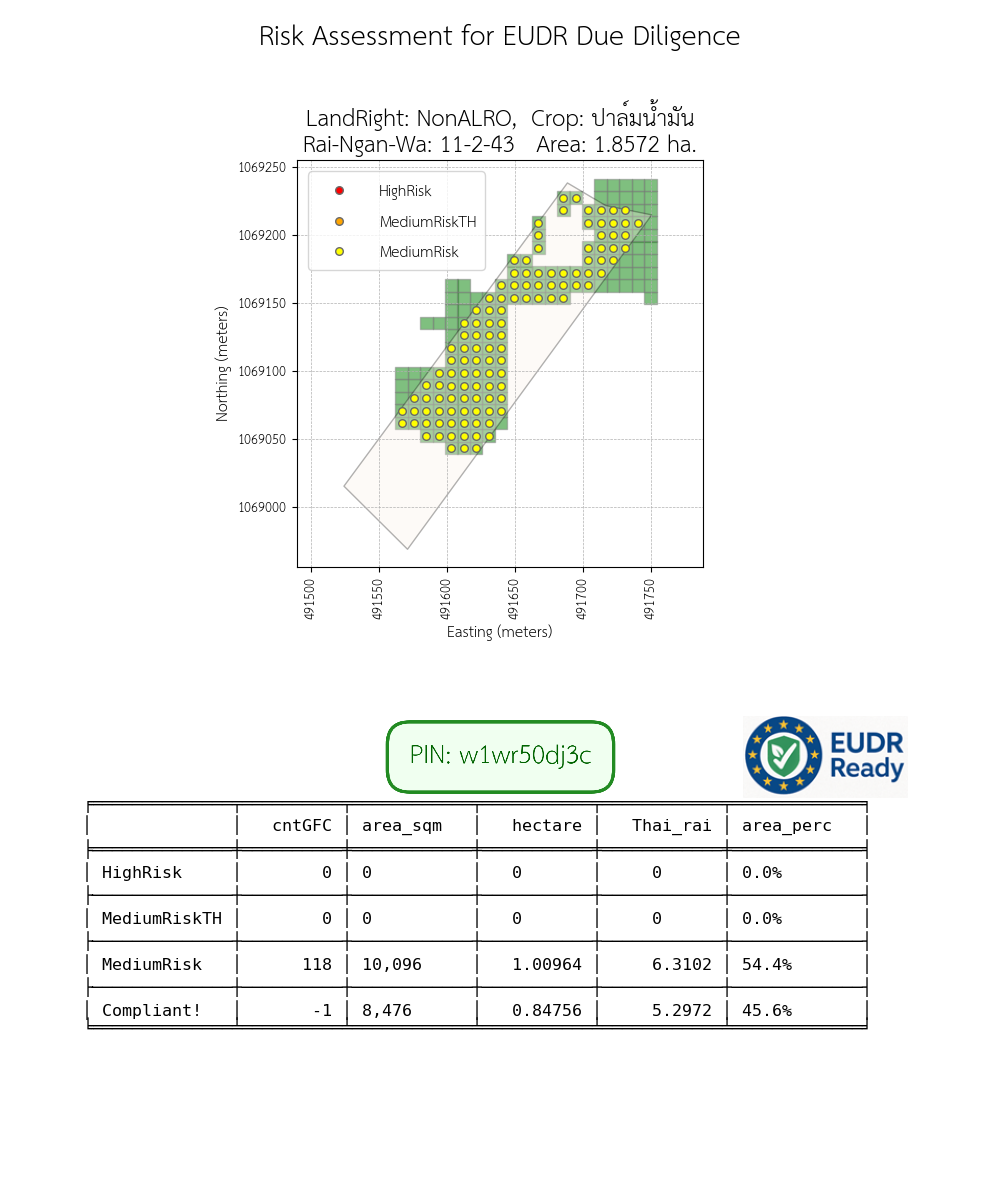 Risk Assessment for EUDR Due Diligence
LandRight: NonALRO,  Crop: ปาล์มน้ำมัน
Rai-Ngan-Wa: 11-2-43   Area: 1.8572 ha.
HighRisk
MediumRiskTH
MediumRisk
1069250
1069200
1069150
1069100
1069050
1069000
Northing (meters)
491500
491550
491600
491650
491700
491750
Easting (meters)
PIN: w1wr50dj3c
EUDR
Ready
cntGFC area_sqm hectare Thai_rai area_perc
HighRisk 0 0 0 0 0.0%
MediumRiskTH 0 0 0 0 0.0%
MediumRisk 118 10,096 1.00964 6.3102 54.4%
Compliant! -1 8,476 0.84756 5.2972 45.6%